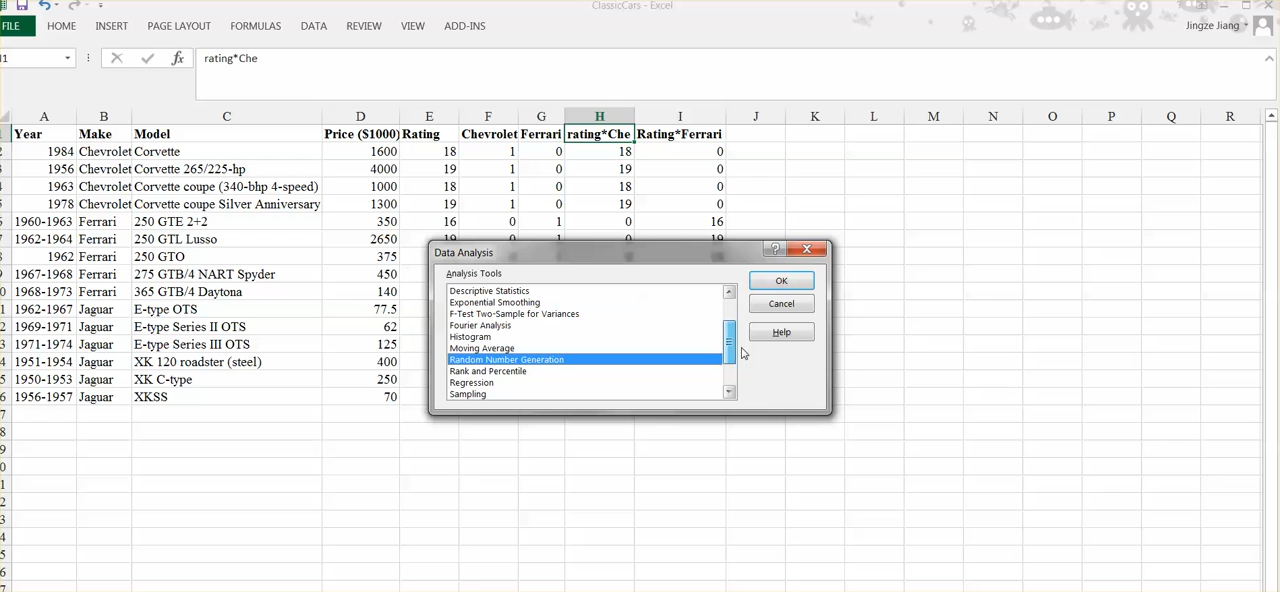 ClassicCars - Excel
FILE HOME INSERT PAGE LAYOUT FORMULAS DATA REVIEW VIEW ADD-INS Jingze Jiang
fx rating*Che
A B C D E F G H I J K L M N O P Q R
Year Make Model Price ($1000) Rating Chevrolet Ferrari rating*Che Rating*Ferrari
1984 Chevrolet Corvette 1600 18 1 0 18 0
1956 Chevrolet Corvette 265/225-hp 4000 19 1 0 19 0
1963 Chevrolet Corvette coupe (340-bhp 4-speed) 1000 18 1 0 18 0
1978 Chevrolet Corvette coupe Silver Anniversary 1300 19 1 0 19 0
1960-1963 Ferrari 250 GTE 2+2 350 16 0 1 0 16
1962-1964 Ferrari 250 GTL Lusso 2650 19 0 1 0 19
1962 Ferrari 250 GTO 375
1967-1968 Ferrari 275 GTB/4 NART Spyder 450
1968-1973 Ferrari 365 GTB/4 Daytona 140
1962-1967 Jaguar E-type OTS 77.5
1969-1971 Jaguar E-type Series II OTS 62
1971-1974 Jaguar E-type Series III OTS 125
1951-1954 Jaguar XK 120 roadster (steel) 400
1950-1953 Jaguar XK C-type 250
1956-1957 Jaguar XKSS 70
Data Analysis
Analysis Tools
Descriptive Statistics
Exponential Smoothing
F-Test Two-Sample for Variances
Fourier Analysis
Histogram
Moving Average
Random Number Generation
Rank and Percentile
Regression
Sampling
OK
Cancel
Help